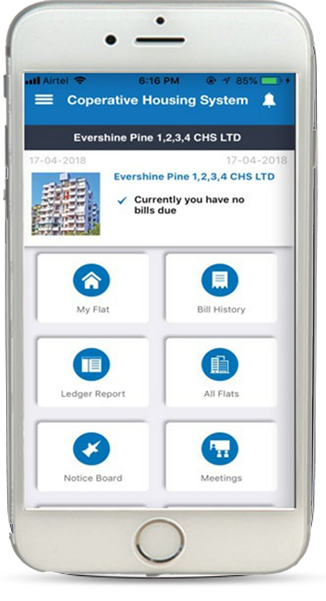 Airtel 6:16 PM 85%
Coperative Housing System
Evershine Pine 1,2,3,4 CHS LTD
17-04-2018 17-04-2018
Evershine Pine 1,2,3,4 CHS LTD
Currently you have no
bills due
My Flat Bill History
Ledger Report All Flats
Notice Board Meetings